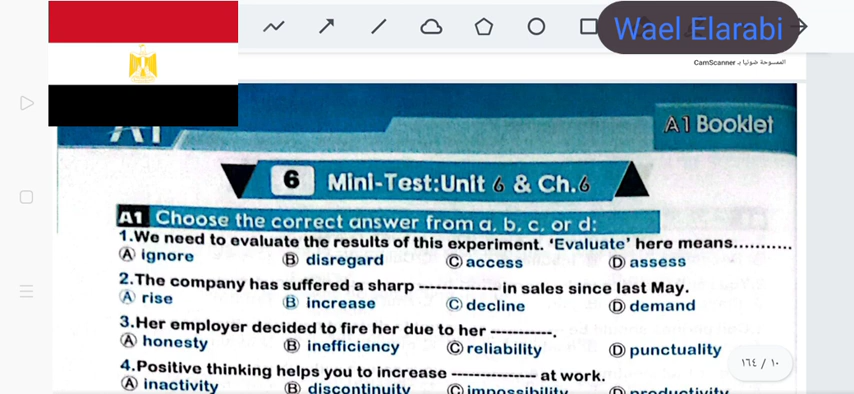 Wael Elarabi
الممسوحة ضوئيا بـ CamScanner
A1
A1 Booklet
6 Mini-Test:Unit 6 & Ch.6
A1 Choose the correct answer from a, b, c, or d:
1.We need to evaluate the results of this experiment. ‘Evaluate’ here means...........
Ⓐ ignore Ⓑ disregard Ⓒ access Ⓓ assess
2.The company has suffered a sharp ------------- in sales since last May.
Ⓐ rise Ⓑ increase Ⓒ decline Ⓓ demand
3.Her employer decided to fire her due to her ----------.
Ⓐ honesty Ⓑ inefficiency Ⓒ reliability Ⓓ punctuality
١٦٤ / ١٠
4.Positive thinking helps you to increase -------------- at work.
Ⓐ inactivity Ⓑ discontinuity Ⓒ impossibility Ⓓ productivity